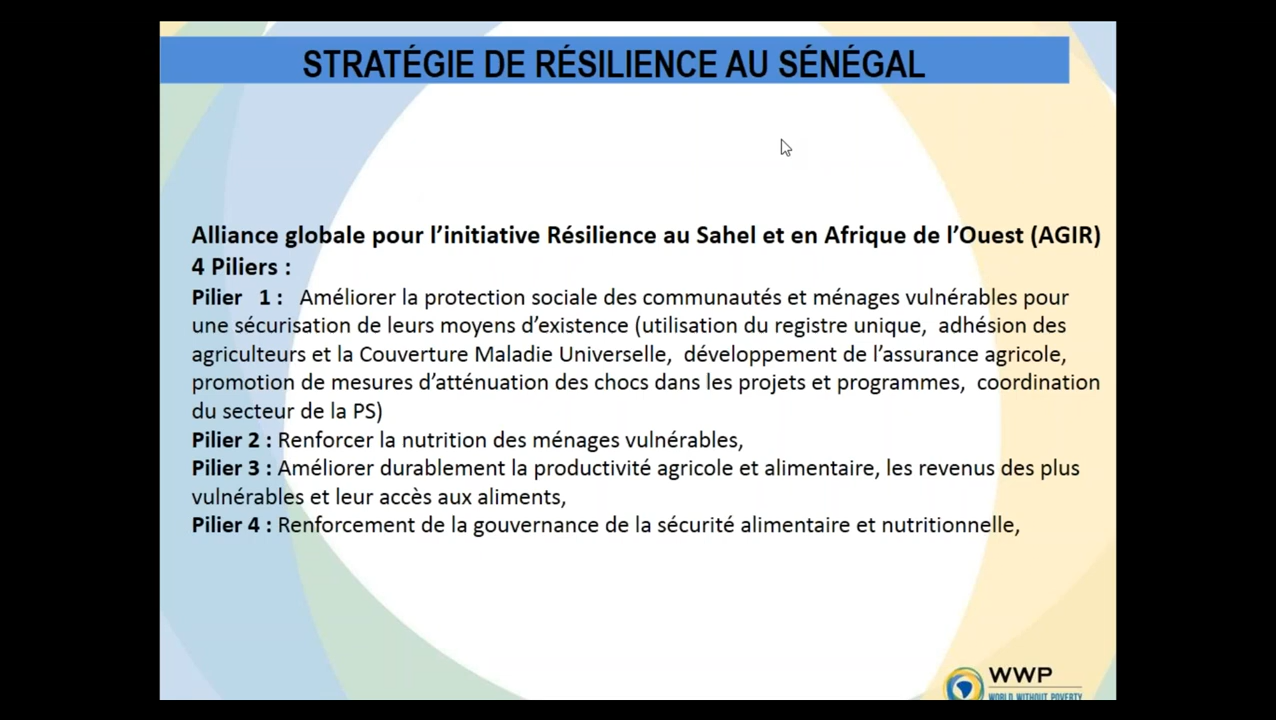 STRATÉGIE DE RÉSILIENCE AU SÉNÉGAL
Alliance globale pour l’initiative Résilience au Sahel et en Afrique de l’Ouest (AGIR)
4 Piliers :
Pilier 1 : Améliorer la protection sociale des communautés et ménages vulnérables pour
une sécurisation de leurs moyens d’existence (utilisation du registre unique, adhésion des
agriculteurs et la Couverture Maladie Universelle, développement de l’assurance agricole,
promotion de mesures d’atténuation des chocs dans les projets et programmes, coordination
du secteur de la PS)
Pilier 2 : Renforcer la nutrition des ménages vulnérables,
Pilier 3 : Améliorer durablement la productivité agricole et alimentaire, les revenus des plus
vulnérables et leur accès aux aliments,
Pilier 4 : Renforcement de la gouvernance de la sécurité alimentaire et nutritionnelle,
WWP
WORLD WITHOUT POVERTY